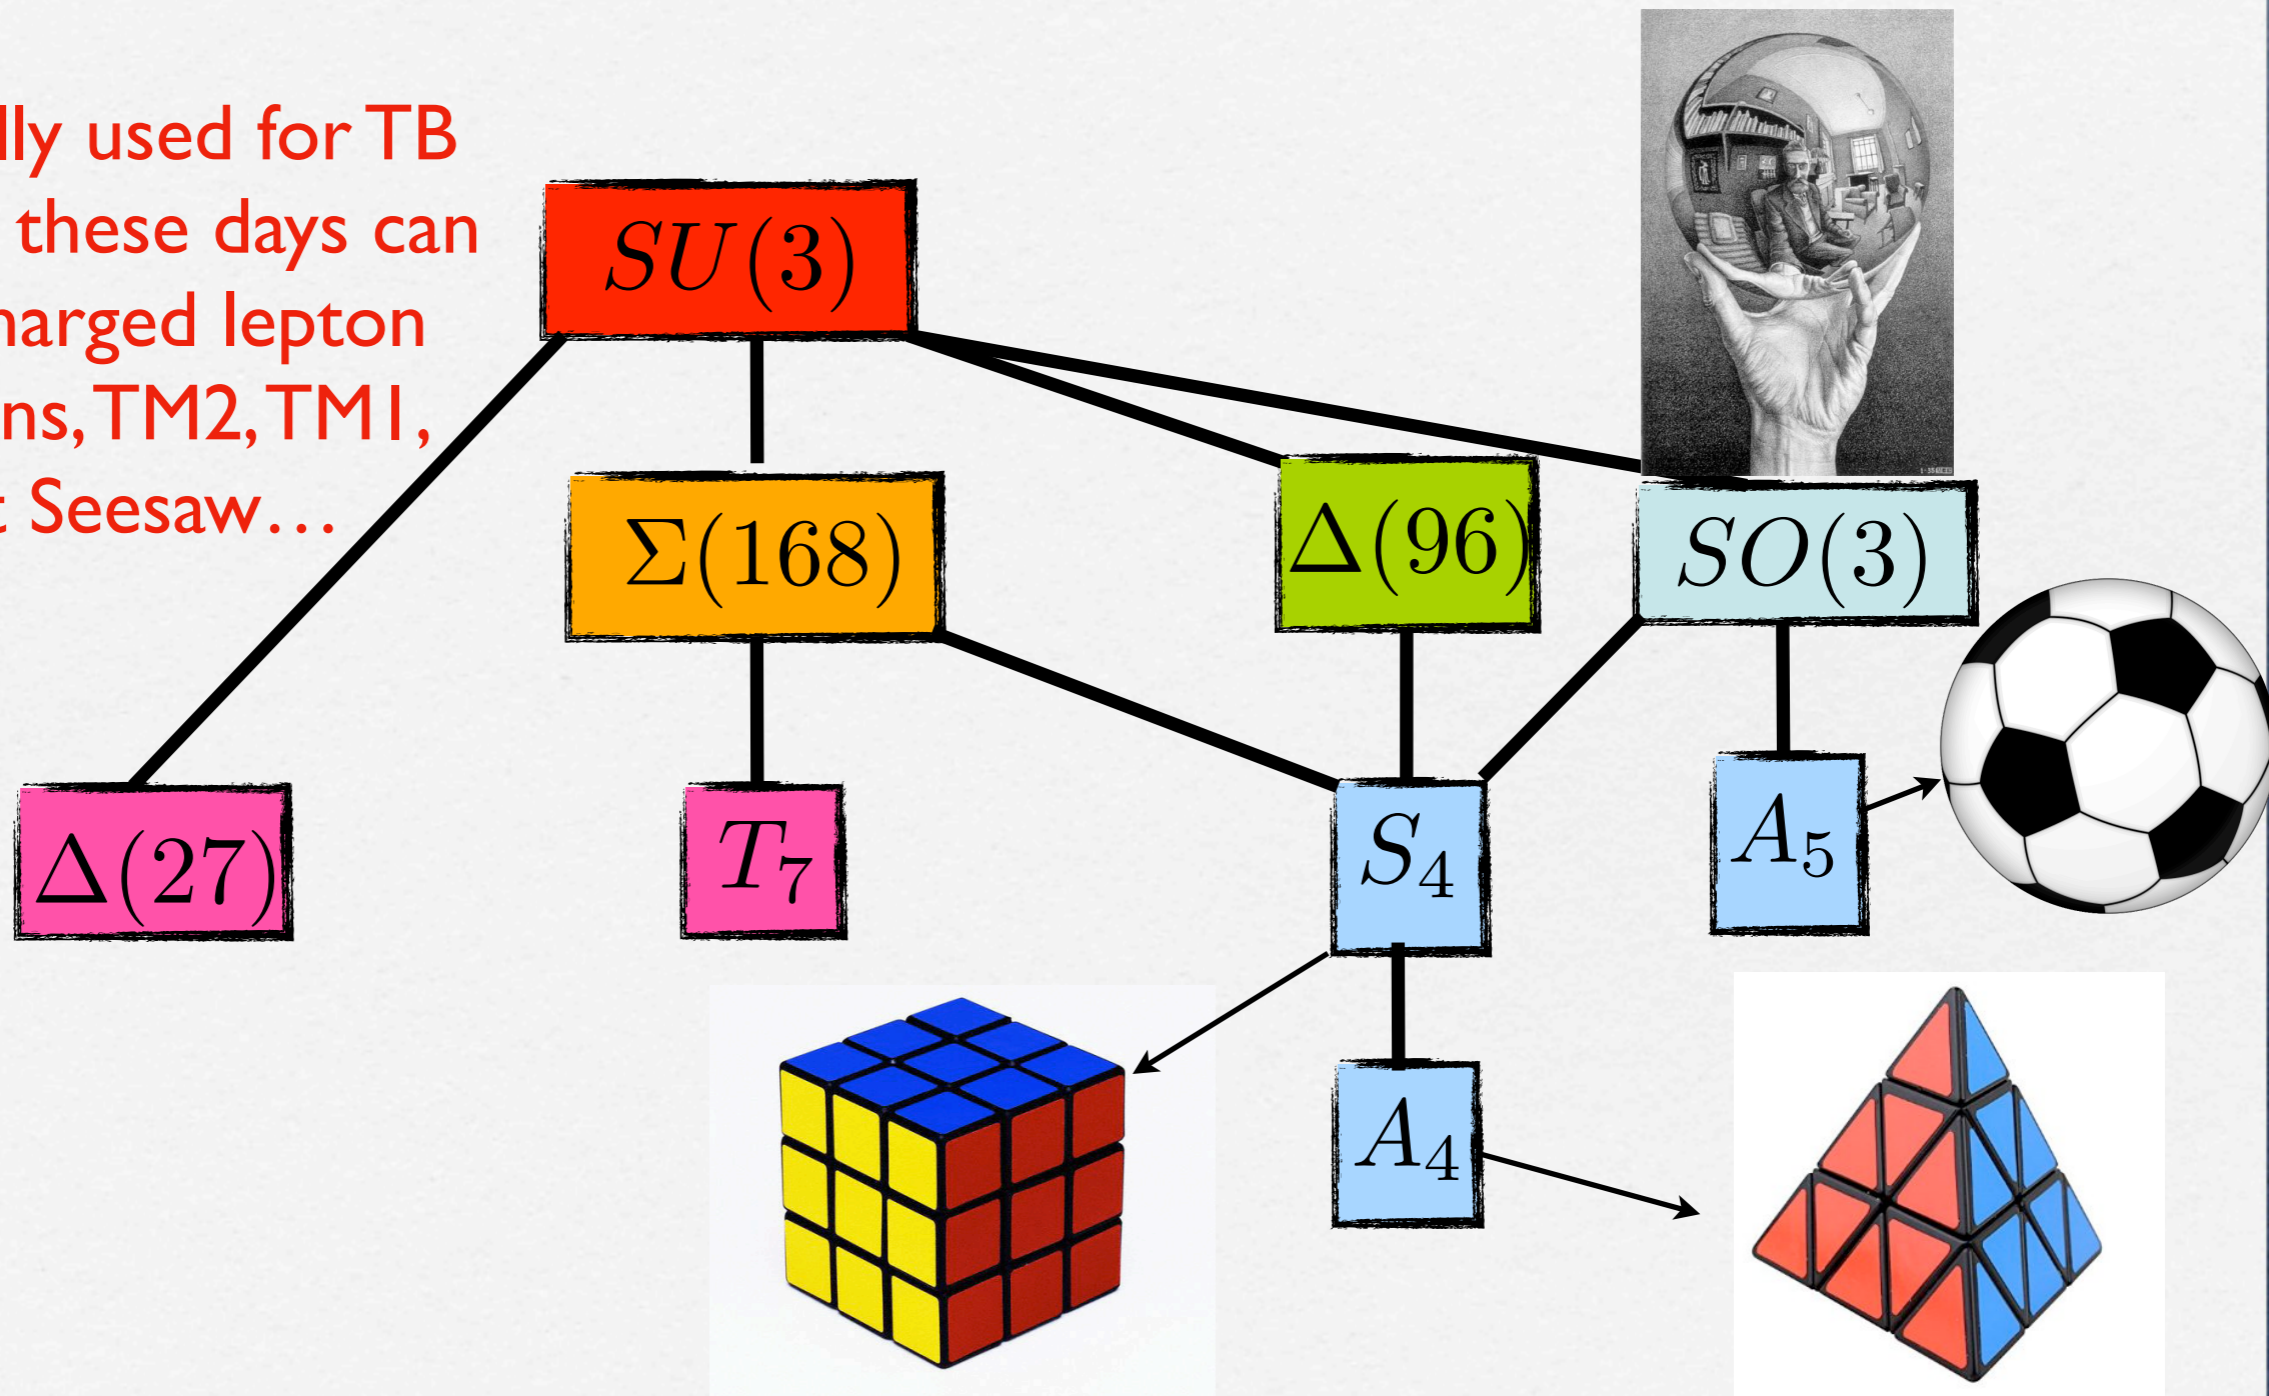 lly used for TB
these days can
harged lepton
ns, TM2, TM1,
t Seesaw…
SU(3)
Σ(168)
Δ(96)
SO(3)
Δ(27)
T₇
S₄
A₅
A₄